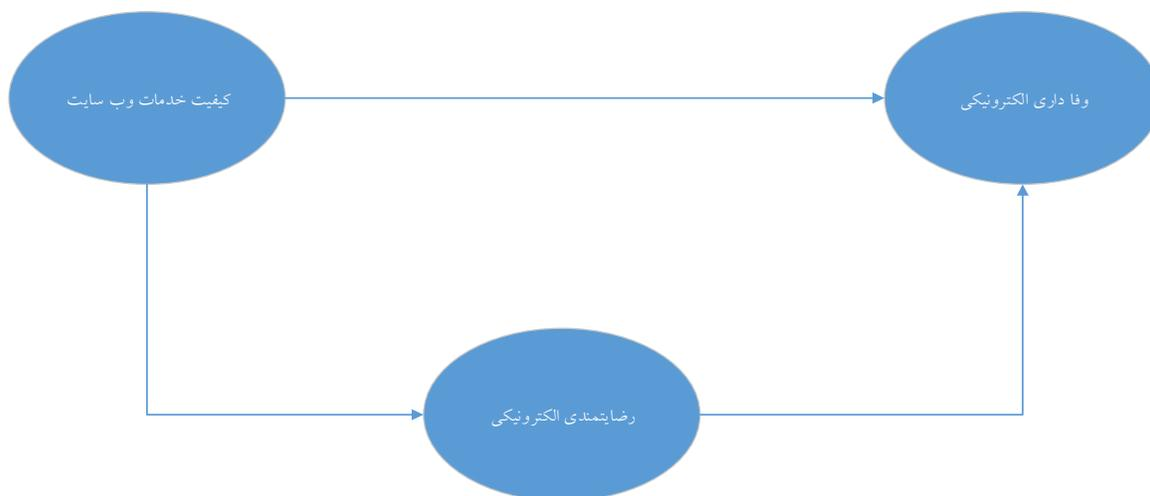 وفا داری الکترونیکی
کیفیت خدمات وب سایت
رضایتمندی الکترونیکی